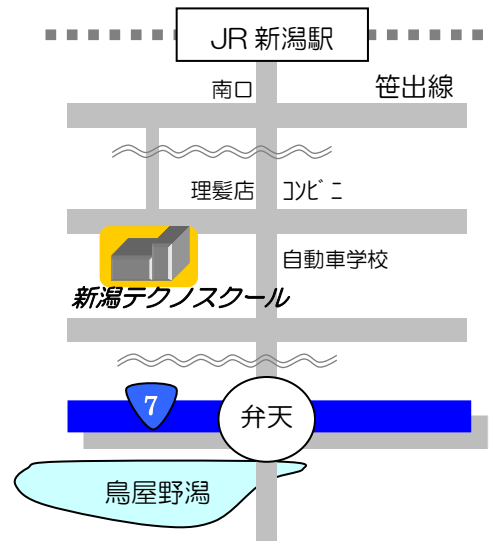 JR 新潟駅
南口
笹出線
理髪店
ｺﾝﾋﾞﾆ
自動車学校
新潟テクノスクール
7
弁天
鳥屋野潟